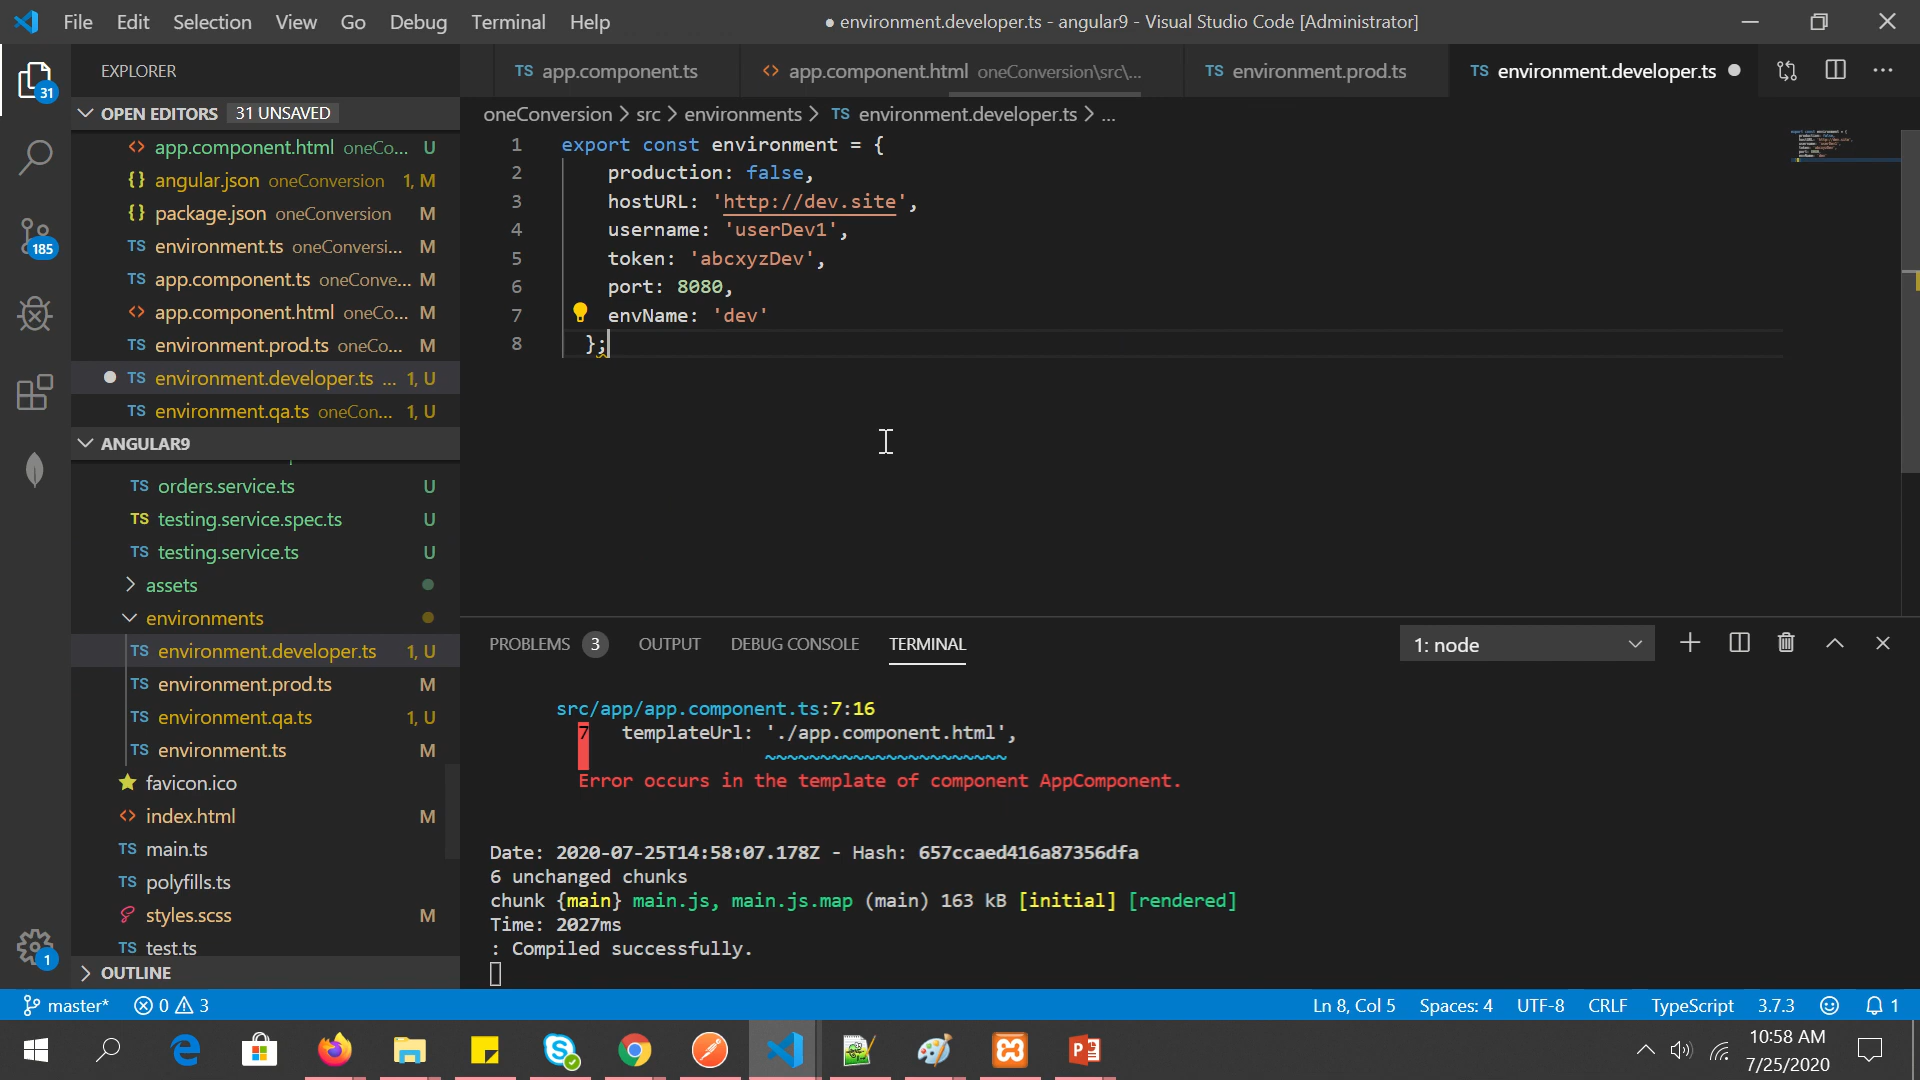 File Edit Selection View Go Debug Terminal Help
● environment.developer.ts - angular9 - Visual Studio Code [Administrator]
EXPLORER
TS app.component.ts
<> app.component.html oneConversion\src\...
TS environment.prod.ts
TS environment.developer.ts
31
OPEN EDITORS 31 UNSAVED
oneConversion > src > environments > TS environment.developer.ts > ...
<> app.component.html oneCo... U
{} angular.json oneConversion 1, M
{} package.json oneConversion M
TS environment.ts oneConversi... M
TS app.component.ts oneConve... M
<> app.component.html oneCo... M
TS environment.prod.ts oneCo... M
TS environment.developer.ts ... 1, U
TS environment.qa.ts oneCon... 1, U
185
1 export const environment = {
2 production: false,
3 hostURL: 'http://dev.site',
4 username: 'userDev1',
5 token: 'abcxyzDev',
6 port: 8080,
7 envName: 'dev'
8 };
ANGULAR9
TS orders.service.ts U
TS testing.service.spec.ts U
TS testing.service.ts U
> assets
environments
TS environment.developer.ts 1, U
TS environment.prod.ts M
TS environment.qa.ts 1, U
TS environment.ts M
favicon.ico
<> index.html M
TS main.ts
TS polyfills.ts
styles.scss M
TS test.ts
> OUTLINE
1
PROBLEMS 3 OUTPUT DEBUG CONSOLE TERMINAL
1: node
src/app/app.component.ts:7:16
7 templateUrl: './app.component.html',
~~~~~~~~~~~~~~~~~~~~~~
Error occurs in the template of component AppComponent.
Date: 2020-07-25T14:58:07.178Z - Hash: 657ccaed416a87356dfa
6 unchanged chunks
chunk {main} main.js, main.js.map (main) 163 kB [initial] [rendered]
Time: 2027ms
: Compiled successfully.
master* 0 3
Ln 8, Col 5 Spaces: 4 UTF-8 CRLF TypeScript 3.7.3 1
10:58 AM
7/25/2020